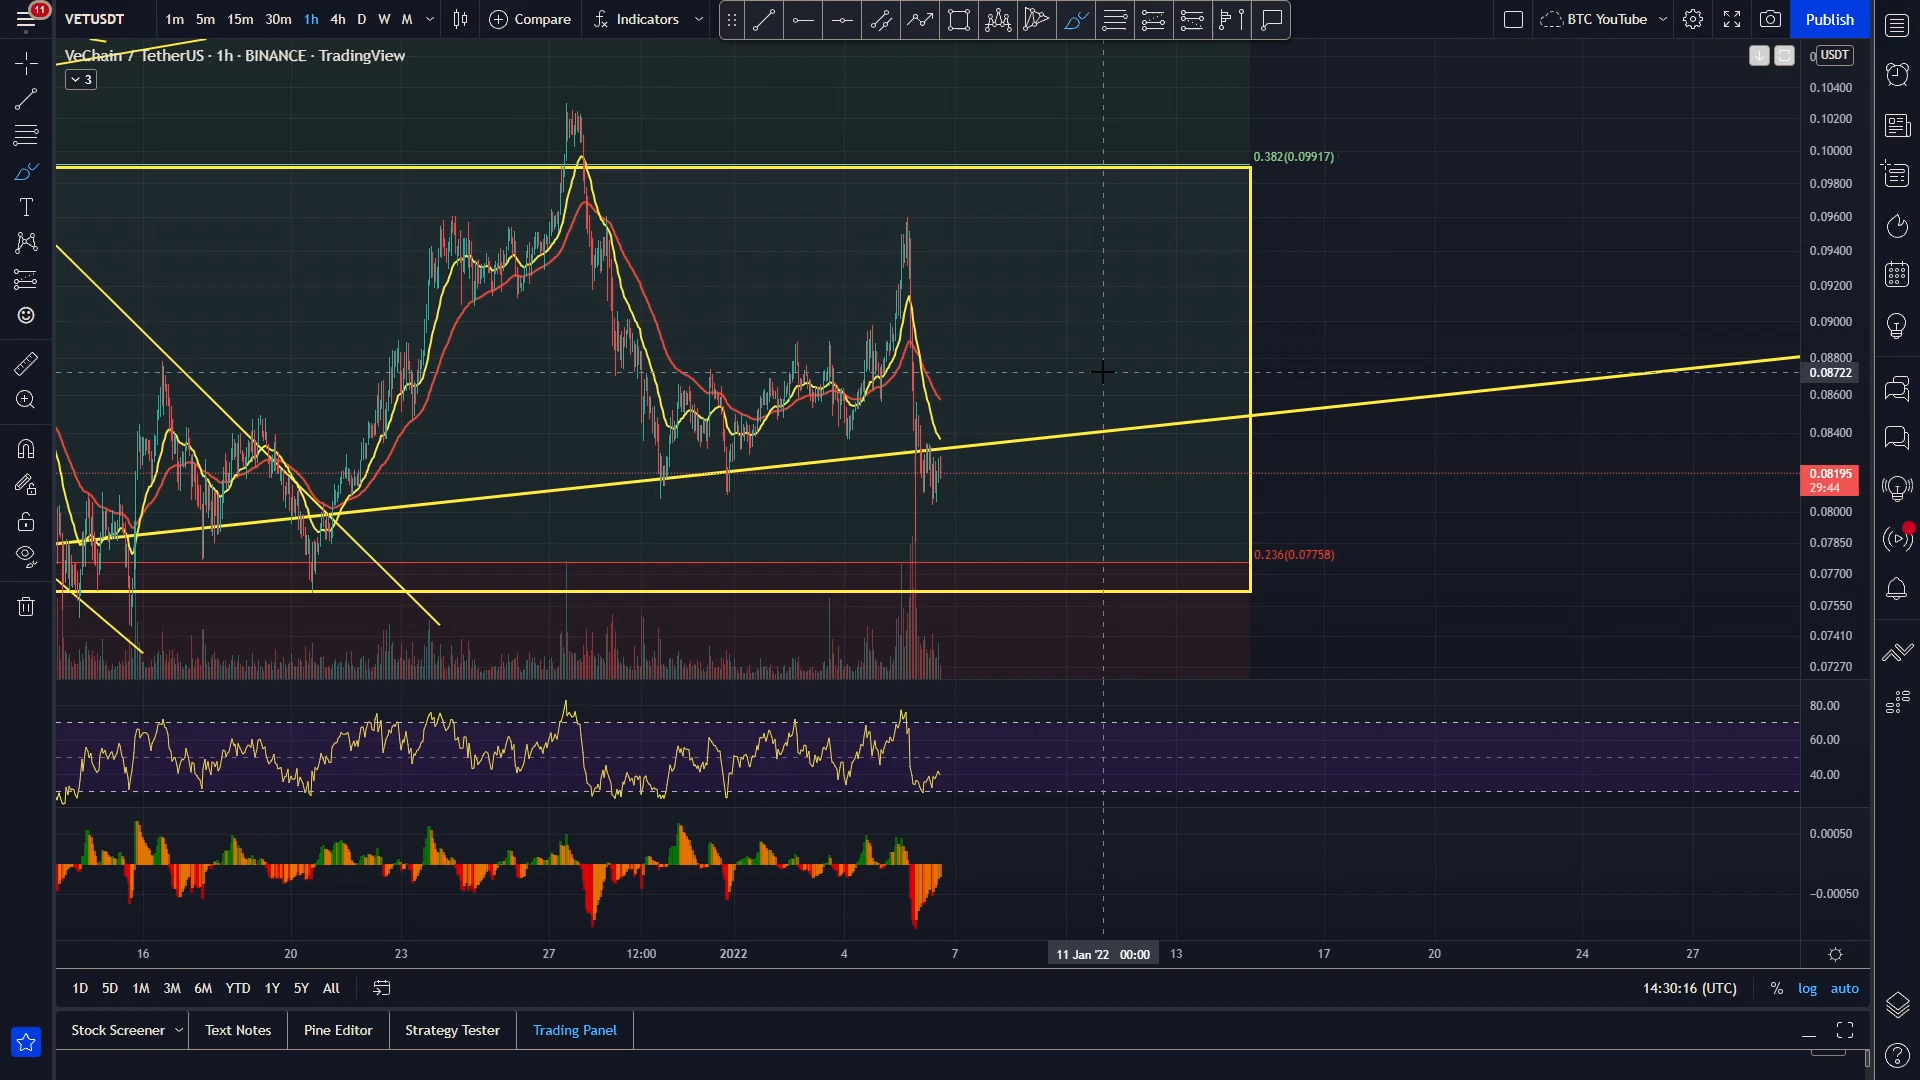 11
VETUSDT
1m 5m 15m 30m 1h 4h D W M
Compare
Indicators
BTC YouTube
Publish
VeChain / TetherUS · 1h · BINANCE · TradingView
3
USDT
0.10400
0.10200
0.10000
0.09800
0.09600
0.09400
0.09200
0.09000
0.08800
0.08722
0.08600
0.08400
0.08195
29:44
0.08000
0.07850
0.07700
0.07550
0.07410
0.07270
0.382(0.09917)
0.236(0.07758)
80.00
60.00
40.00
0.00050
−0.00050
16 20 23 27 12:00 2022 4 7 11 Jan '22 00:00 13 17 20 24 27
1D 5D 1M 3M 6M YTD 1Y 5Y All
14:30:16 (UTC) % log auto
Stock Screener Text Notes Pine Editor Strategy Tester Trading Panel